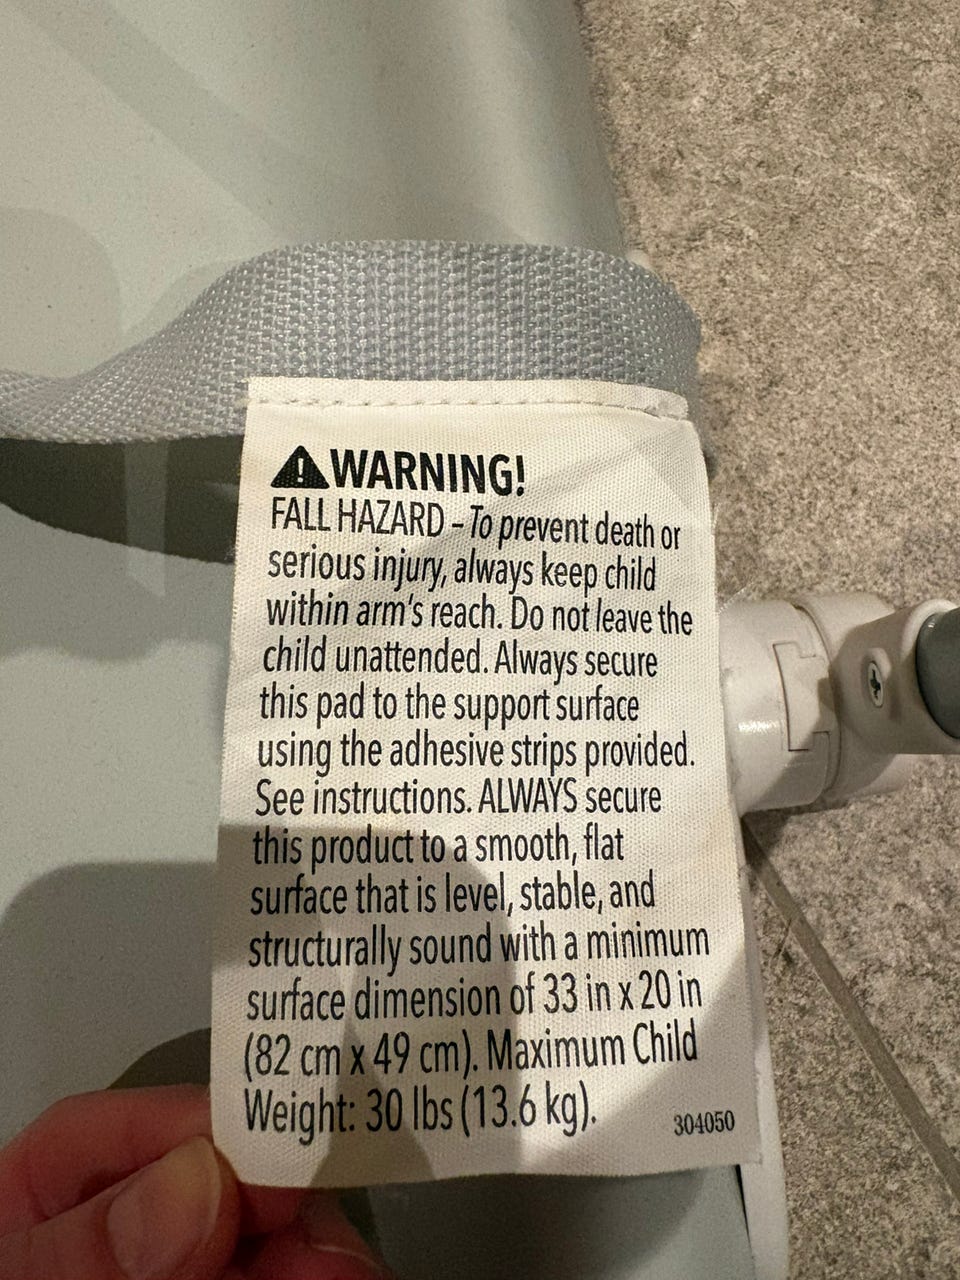 ⚠WARNING!
FALL HAZARD – To prevent death or
serious injury, always keep child
within arm's reach. Do not leave the
child unattended. Always secure
this pad to the support surface
using the adhesive strips provided.
See instructions. ALWAYS secure
this product to a smooth, flat
surface that is level, stable, and
structurally sound with a minimum
surface dimension of 33 in x 20 in
(82 cm x 49 cm). Maximum Child
Weight: 30 lbs (13.6 kg).
304050